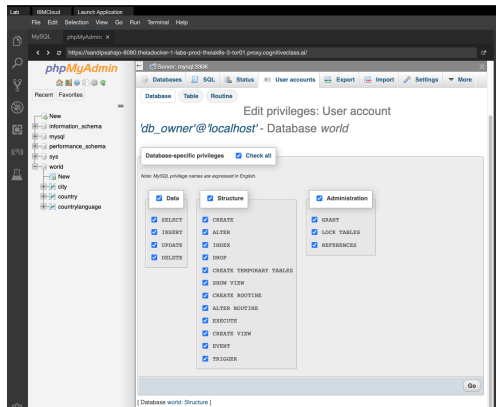 Lab IBMCloud Launch Application
File Edit Selection View Go Run Terminal Help
MySQL phpMyAdmin ×
https://sandipsahajo-8080.theiadocker-1-labs-prod-theiak8s-3-tor01.proxy.cognitiveclass.ai/
phpMyAdmin
Recent Favorites
New
information_schema
mysql
performance_schema
sys
world
New
city
country
countrylanguage
Server: mysql:3306
Databases SQL Status User accounts Export Import Settings More
Database Table Routine
Edit privileges: User account
'db_owner'@'localhost' - Database world
Database-specific privileges Check all
Note: MySQL privilege names are expressed in English.
Data
SELECT
INSERT
UPDATE
DELETE
Structure
CREATE
ALTER
INDEX
DROP
CREATE TEMPORARY TABLES
SHOW VIEW
CREATE ROUTINE
ALTER ROUTINE
EXECUTE
CREATE VIEW
EVENT
TRIGGER
Administration
GRANT
LOCK TABLES
REFERENCES
Go
[ Database world: Structure ]